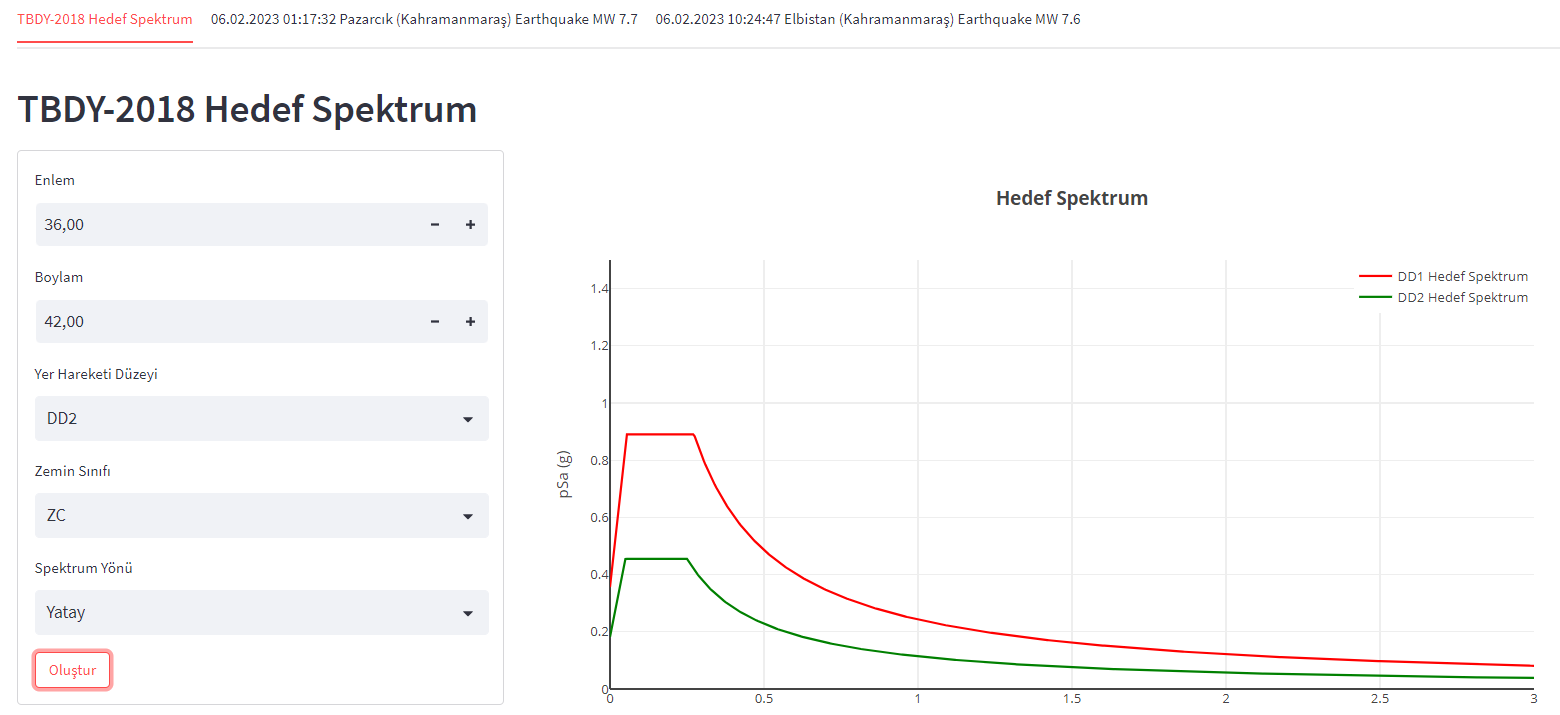 TBDY-2018 Hedef Spektrum 06.02.2023 01:17:32 Pazarcık (Kahramanmaraş) Earthquake MW 7.7 06.02.2023 10:24:47 Elbistan (Kahramanmaraş) Earthquake MW 7.6
TBDY-2018 Hedef Spektrum
Enlem
36,00
Boylam
42,00
Yer Hareketi Düzeyi
DD2
Zemin Sınıfı
ZC
Spektrum Yönü
Yatay
Oluştur
Hedef Spektrum
DD1 Hedef Spektrum
DD2 Hedef Spektrum
pSa (g)
1.4
1.2
1
0.8
0.6
0.4
0.2
0
0 0.5 1 1.5 2 2.5 3